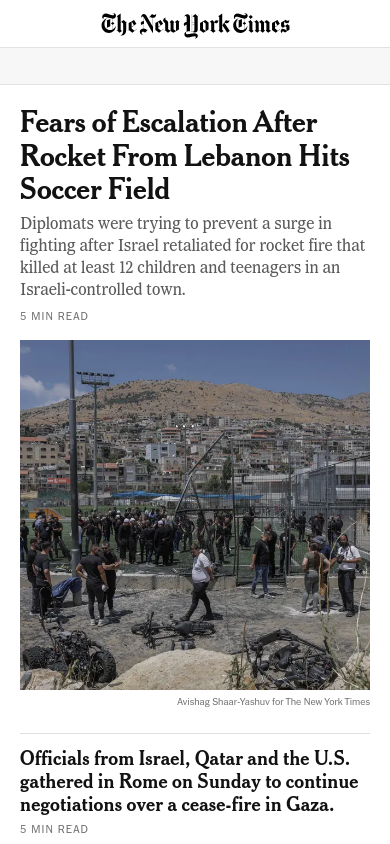 The New York Times
Fears of Escalation After
Rocket From Lebanon Hits
Soccer Field
Diplomats were trying to prevent a surge in
fighting after Israel retaliated for rocket fire that
killed at least 12 children and teenagers in an
Israeli-controlled town.
5 MIN READ
Avishag Shaar-Yashuv for The New York Times
Officials from Israel, Qatar and the U.S.
gathered in Rome on Sunday to continue
negotiations over a cease-fire in Gaza.
5 MIN READ